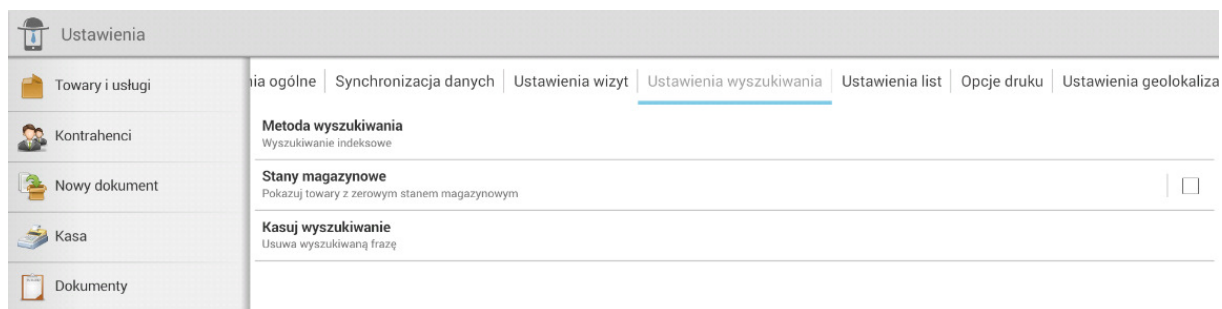 Ustawienia
Towary i usługi
Kontrahenci
Nowy dokument
Kasa
Dokumenty
nia ogólne Synchronizacja danych Ustawienia wizyt Ustawienia wyszukiwania Ustawienia list Opcje druku Ustawienia geolokaliza
Metoda wyszukiwania
Wyszukiwanie indeksowe
Stany magazynowe
Pokazuj towary z zerowym stanem magazynowym
Kasuj wyszukiwanie
Usuwa wyszukiwaną frazę